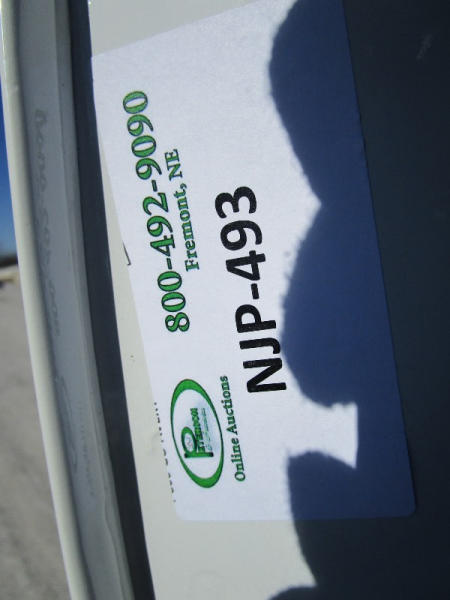 800-492-9090
Fremont, NE
Online Auctions
NJP-493